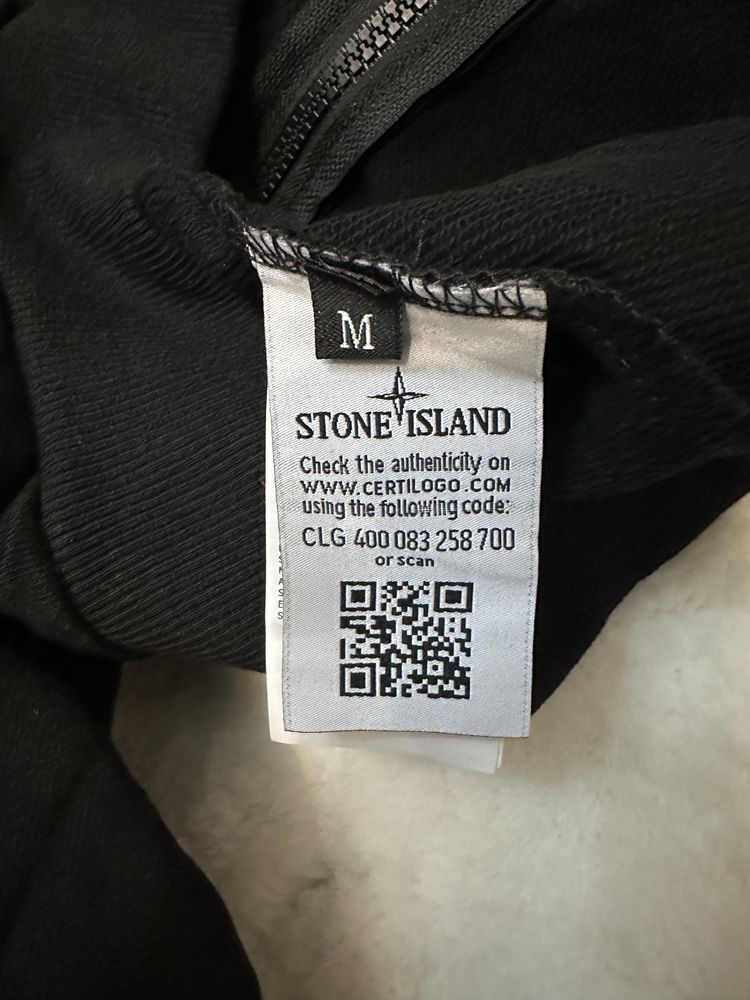 M
STONE ISLAND
Check the authenticity on
WWW.CERTILOGO.COM
using the following code:
CLG 400 083 258 700
or scan